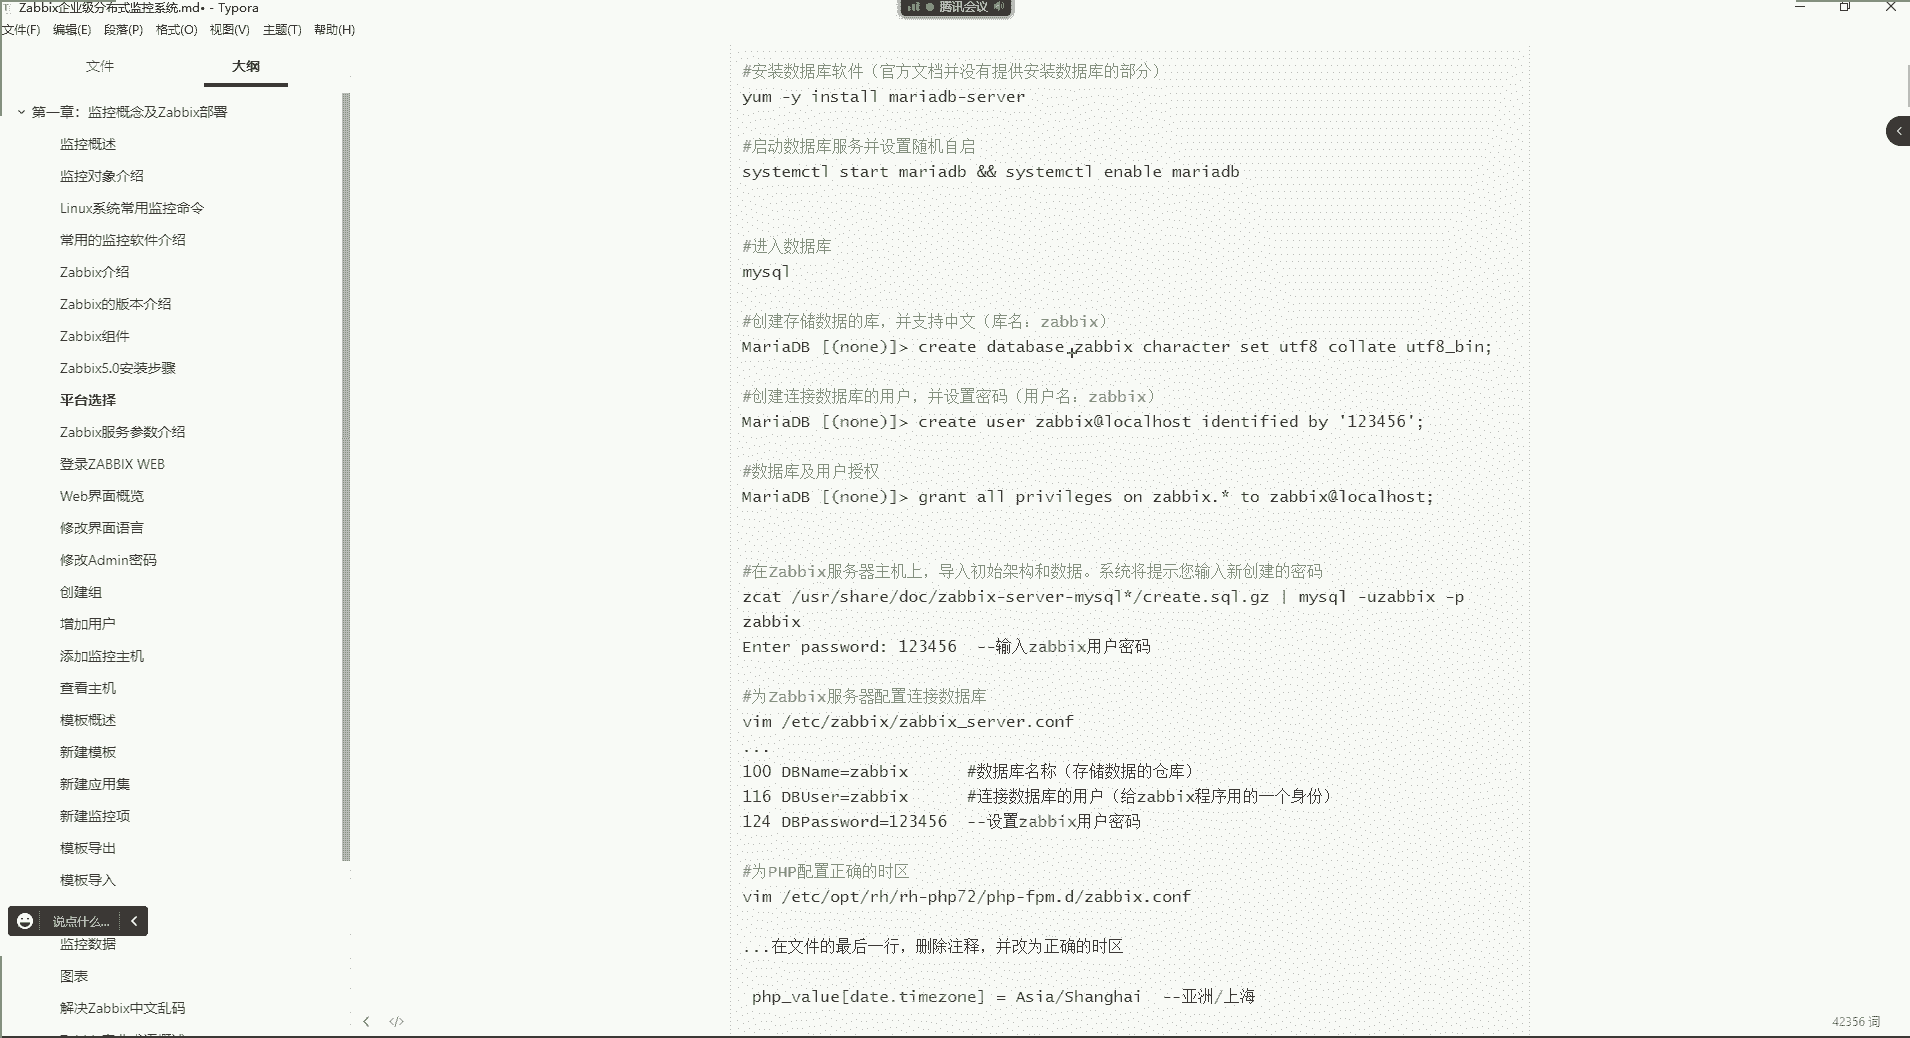 Zabbix企业级分布式监控系统.md• - Typora
腾讯会议
文件(F) 编辑(E) 段落(P) 格式(O) 视图(V) 主题(T) 帮助(H)
文件 大纲
第一章：监控概念及Zabbix部署
监控概述
监控对象介绍
Linux系统常用监控命令
常用的监控软件介绍
Zabbix介绍
Zabbix的版本介绍
Zabbix组件
Zabbix5.0安装步骤
平台选择
Zabbix服务参数介绍
登录ZABBIX WEB
Web界面概览
修改界面语言
修改Admin密码
创建组
增加用户
添加监控主机
查看主机
模板概述
新建模板
新建应用集
新建监控项
模板导出
模板导入
说点什么...
监控数据
图表
解决Zabbix中文乱码
#安装数据库软件（官方文档并没有提供安装数据库的部分）
yum -y install mariadb-server
#启动数据库服务并设置随机自启
systemctl start mariadb && systemctl enable mariadb
#进入数据库
mysql
#创建存储数据的库，并支持中文（库名：zabbix）
MariaDB [(none)]> create database zabbix character set utf8 collate utf8_bin;
#创建连接数据库的用户，并设置密码（用户名：zabbix）
MariaDB [(none)]> create user zabbix@localhost identified by '123456';
#数据库及用户授权
MariaDB [(none)]> grant all privileges on zabbix.* to zabbix@localhost;
#在Zabbix服务器主机上，导入初始架构和数据。系统将提示您输入新创建的密码
zcat /usr/share/doc/zabbix-server-mysql*/create.sql.gz | mysql -uzabbix -p
zabbix
Enter password: 123456  --输入zabbix用户密码
#为Zabbix服务器配置连接数据库
vim /etc/zabbix/zabbix_server.conf
...
100 DBName=zabbix      #数据库名称（存储数据的仓库）
116 DBUser=zabbix      #连接数据库的用户（给zabbix程序用的一个身份）
124 DBPassword=123456  --设置zabbix用户密码
#为PHP配置正确的时区
vim /etc/opt/rh/rh-php72/php-fpm.d/zabbix.conf
...在文件的最后一行，删除注释，并改为正确的时区
php_value[date.timezone] = Asia/Shanghai  --亚洲/上海
42356 词